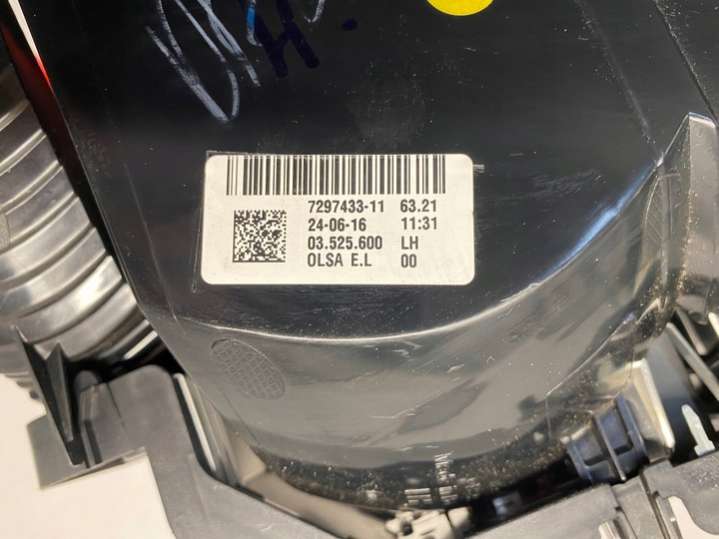 H.
7297433-11 63.21
24-06-16 11:31
03.525.600 LH
OLSA E.L 00